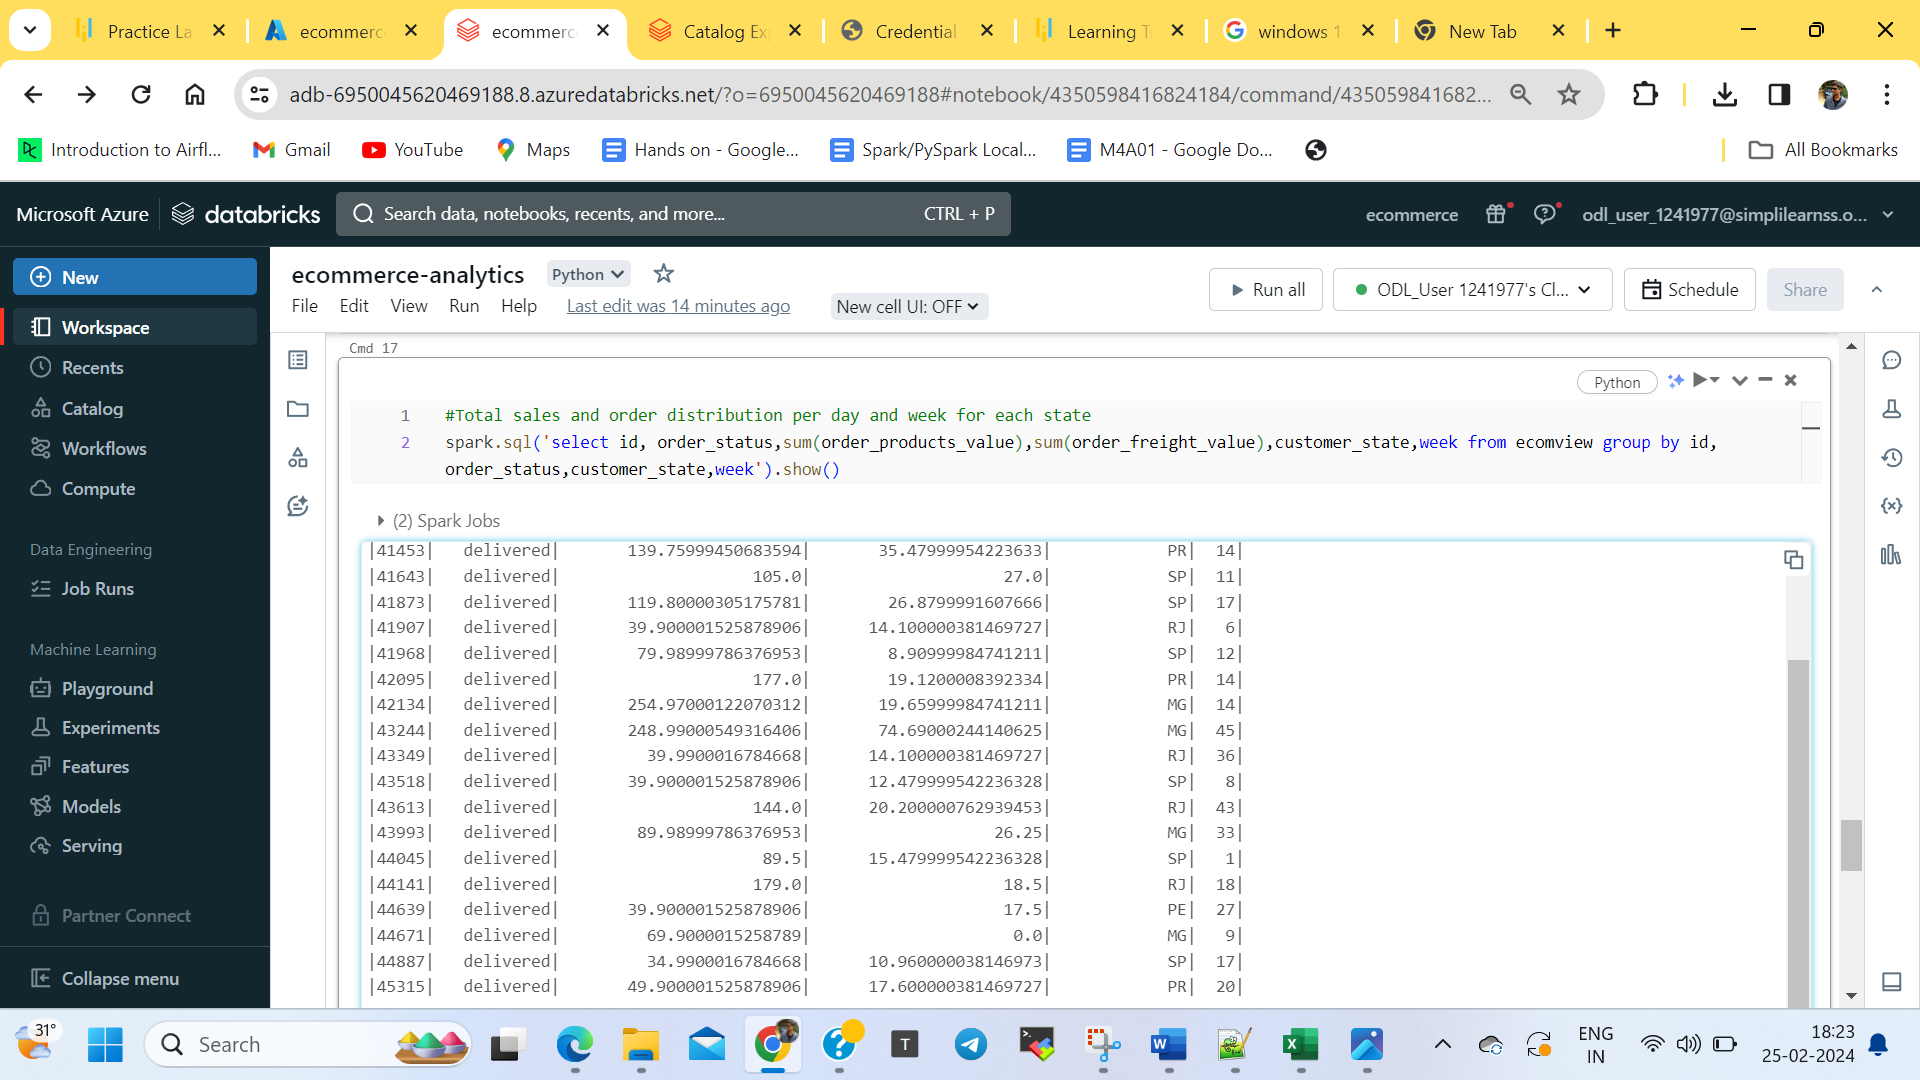 Practice La
ecommerc
ecommerc
Catalog Ex
Credential
Learning T
windows 1
New Tab
adb-6950045620469188.8.azuredatabricks.net/?o=6950045620469188#notebook/4350598416824184/command/435059841682...
Introduction to Airfl...
Gmail
YouTube
Maps
Hands on - Google...
Spark/PySpark Local...
M4A01 - Google Do...
All Bookmarks
Microsoft Azure
databricks
Search data, notebooks, recents, and more...
CTRL + P
ecommerce
odl_user_1241977@simplilearnss.o...
New
Workspace
Recents
Catalog
Workflows
Compute
Data Engineering
Job Runs
Machine Learning
Playground
Experiments
Features
Models
Serving
Partner Connect
Collapse menu
ecommerce-analytics
Python
File Edit View Run Help
Last edit was 14 minutes ago
New cell UI: OFF
Run all
ODL_User 1241977's Cl...
Schedule
Share
Cmd 17
Python
1 #Total sales and order distribution per day and week for each state
2 spark.sql('select id, order_status,sum(order_products_value),sum(order_freight_value),customer_state,week from ecomview group by id,
order_status,customer_state,week').show()
(2) Spark Jobs
|41453| delivered| 139.75999450683594| 35.47999954223633| PR| 14|
|41643| delivered| 105.0| 27.0| SP| 11|
|41873| delivered| 119.80000305175781| 26.8799991607666| SP| 17|
|41907| delivered| 39.900001525878906| 14.100000381469727| RJ| 6|
|41968| delivered| 79.98999786376953| 8.90999984741211| SP| 12|
|42095| delivered| 177.0| 19.1200008392334| PR| 14|
|42134| delivered| 254.97000122070312| 19.65999984741211| MG| 14|
|43244| delivered| 248.99000549316406| 74.69000244140625| MG| 45|
|43349| delivered| 39.9900016784668| 14.100000381469727| RJ| 36|
|43518| delivered| 39.900001525878906| 12.479999542236328| SP| 8|
|43613| delivered| 144.0| 20.200000762939453| RJ| 43|
|43993| delivered| 89.98999786376953| 26.25| MG| 33|
|44045| delivered| 89.5| 15.479999542236328| SP| 1|
|44141| delivered| 179.0| 18.5| RJ| 18|
|44639| delivered| 39.900001525878906| 17.5| PE| 27|
|44671| delivered| 69.9000015258789| 0.0| MG| 9|
|44887| delivered| 34.9900016784668| 10.960000038146973| SP| 17|
|45315| delivered| 49.900001525878906| 17.600000381469727| PR| 20|
31°
Search
ENG
IN
18:23
25-02-2024